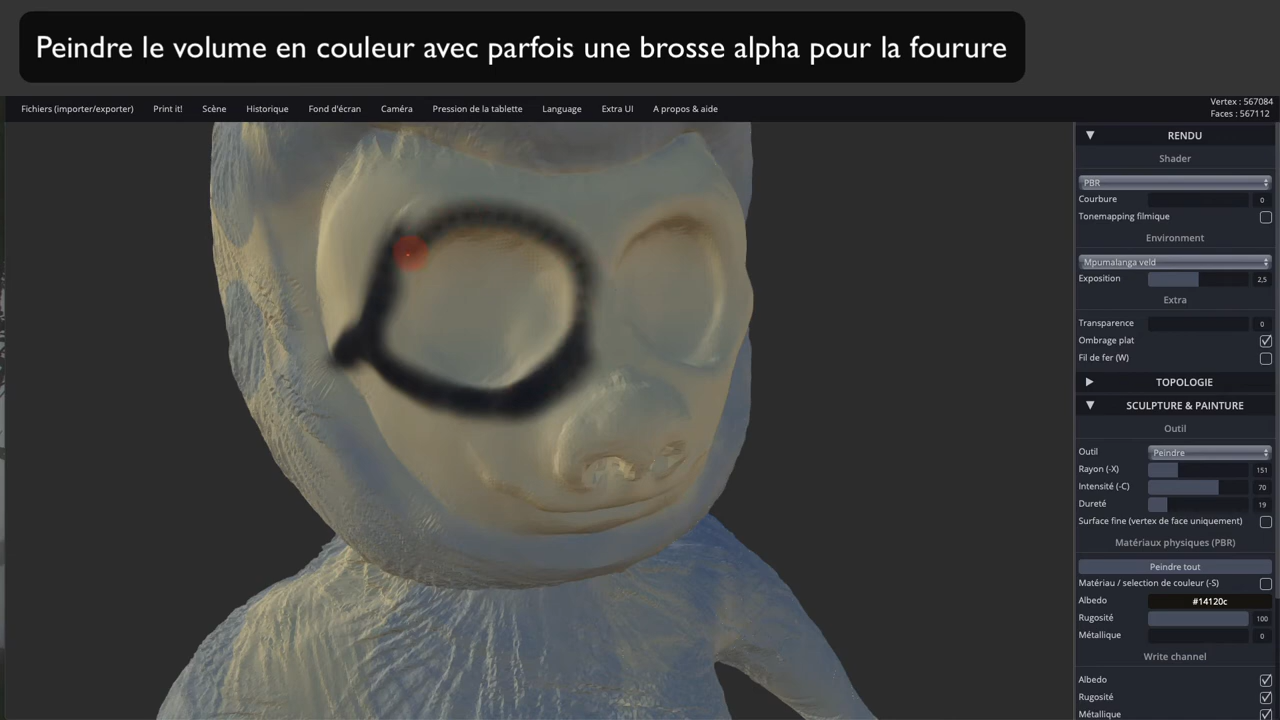 Peindre le volume en couleur avec parfois une brosse alpha pour la fourure
Fichiers (importer/exporter) Print it! Scène Historique Fond d'écran Caméra Pression de la tablette Language Extra UI A propos & aide
Vertex : 567084
Faces : 567112
RENDU
Shader
PBR
Courbure 0
Tonemapping filmique
Environment
Mpumalanga veld
Exposition 2,5
Extra
Transparence 0
Ombrage plat
Fil de fer (W)
TOPOLOGIE
SCULPTURE & PAINTURE
Outil
Outil Peindre
Rayon (-X) 151
Intensité (-C) 70
Dureté 19
Surface fine (vertex de face uniquement)
Matériaux physiques (PBR)
Peindre tout
Matériau / selection de couleur (-S)
Albedo #14120c
Rugosité 100
Métallique 0
Write channel
Albedo
Rugosité
Métallique